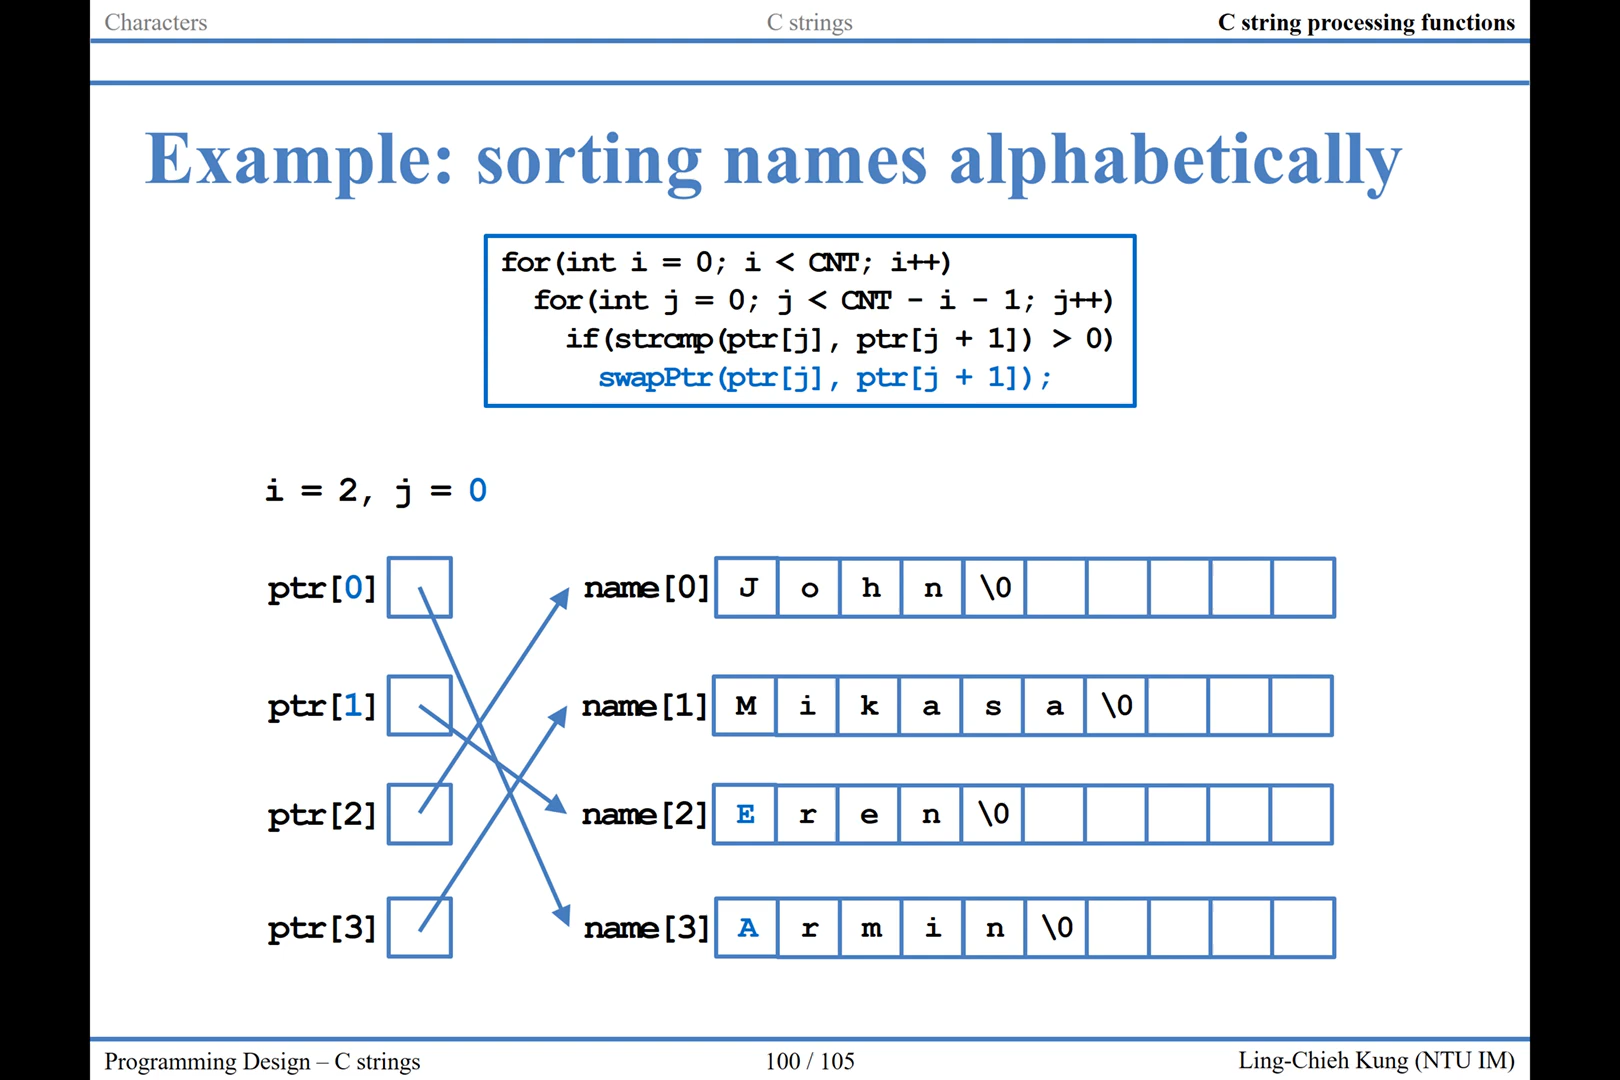 Characters C strings C string processing functions
Example: sorting names alphabetically
for(int i = 0; i < CNT; i++)
for(int j = 0; j < CNT - i - 1; j++)
if(strcmp(ptr[j], ptr[j + 1]) > 0)
swapPtr(ptr[j], ptr[j + 1]);
i = 2, j = 0
ptr[0] name[0] J o h n \0
ptr[1] name[1] M i k a s a \0
ptr[2] name[2] E r e n \0
ptr[3] name[3] A r m i n \0
Programming Design – C strings 100 / 105 Ling-Chieh Kung (NTU IM)